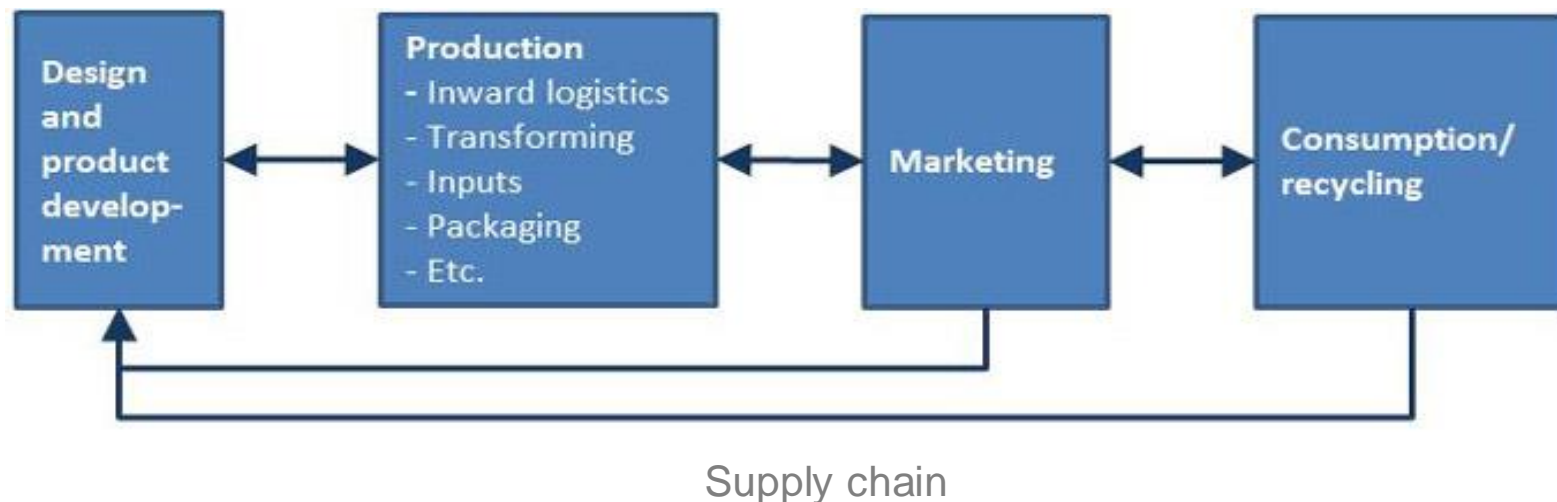 Design
and
product
develop-
ment
Production
- Inward logistics
- Transforming
- Inputs
- Packaging
- Etc.
Marketing
Consumption/
recycling
Supply chain